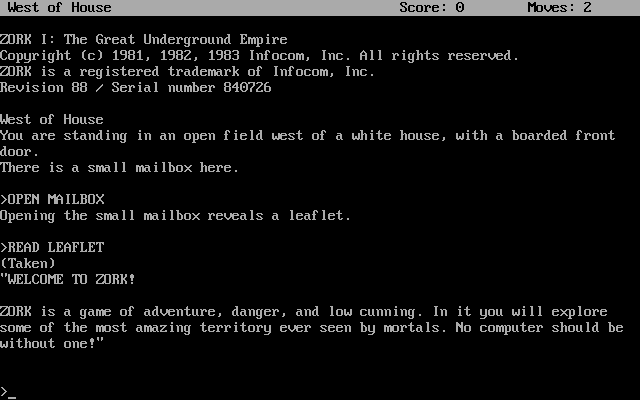 West of House Score: 0 Moves: 2
ZORK I: The Great Underground Empire
Copyright (c) 1981, 1982, 1983 Infocom, Inc. All rights reserved.
ZORK is a registered trademark of Infocom, Inc.
Revision 88 / Serial number 840726
West of House
You are standing in an open field west of a white house, with a boarded front
door.
There is a small mailbox here.
>OPEN MAILBOX
Opening the small mailbox reveals a leaflet.
>READ LEAFLET
(Taken)
"WELCOME TO ZORK!
ZORK is a game of adventure, danger, and low cunning. In it you will explore
some of the most amazing territory ever seen by mortals. No computer should be
without one!"
>_